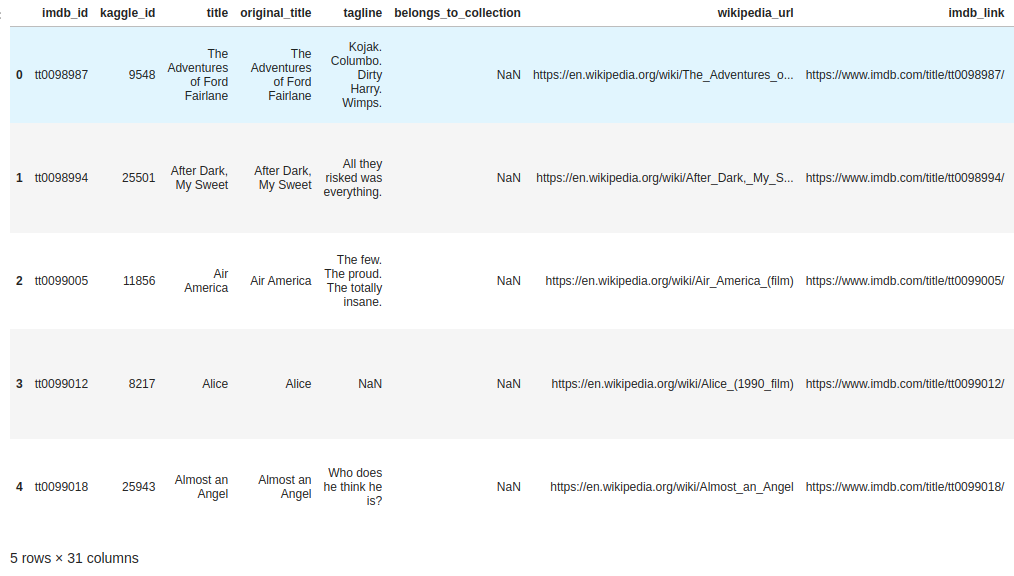 imdb_id kaggle_id title original_title tagline belongs_to_collection wikipedia_url imdb_link
0 tt0098987 9548 The Adventures of Ford Fairlane The Adventures of Ford Fairlane Kojak. Columbo. Dirty Harry. Wimps. NaN https://en.wikipedia.org/wiki/The_Adventures_o... https://www.imdb.com/title/tt0098987/
1 tt0098994 25501 After Dark, My Sweet After Dark, My Sweet All they risked was everything. NaN https://en.wikipedia.org/wiki/After_Dark,_My_S... https://www.imdb.com/title/tt0098994/
2 tt0099005 11856 Air America Air America The few. The proud. The totally insane. NaN https://en.wikipedia.org/wiki/Air_America_(film) https://www.imdb.com/title/tt0099005/
3 tt0099012 8217 Alice Alice NaN NaN https://en.wikipedia.org/wiki/Alice_(1990_film) https://www.imdb.com/title/tt0099012/
4 tt0099018 25943 Almost an Angel Almost an Angel Who does he think he is? NaN https://en.wikipedia.org/wiki/Almost_an_Angel https://www.imdb.com/title/tt0099018/
5 rows × 31 columns